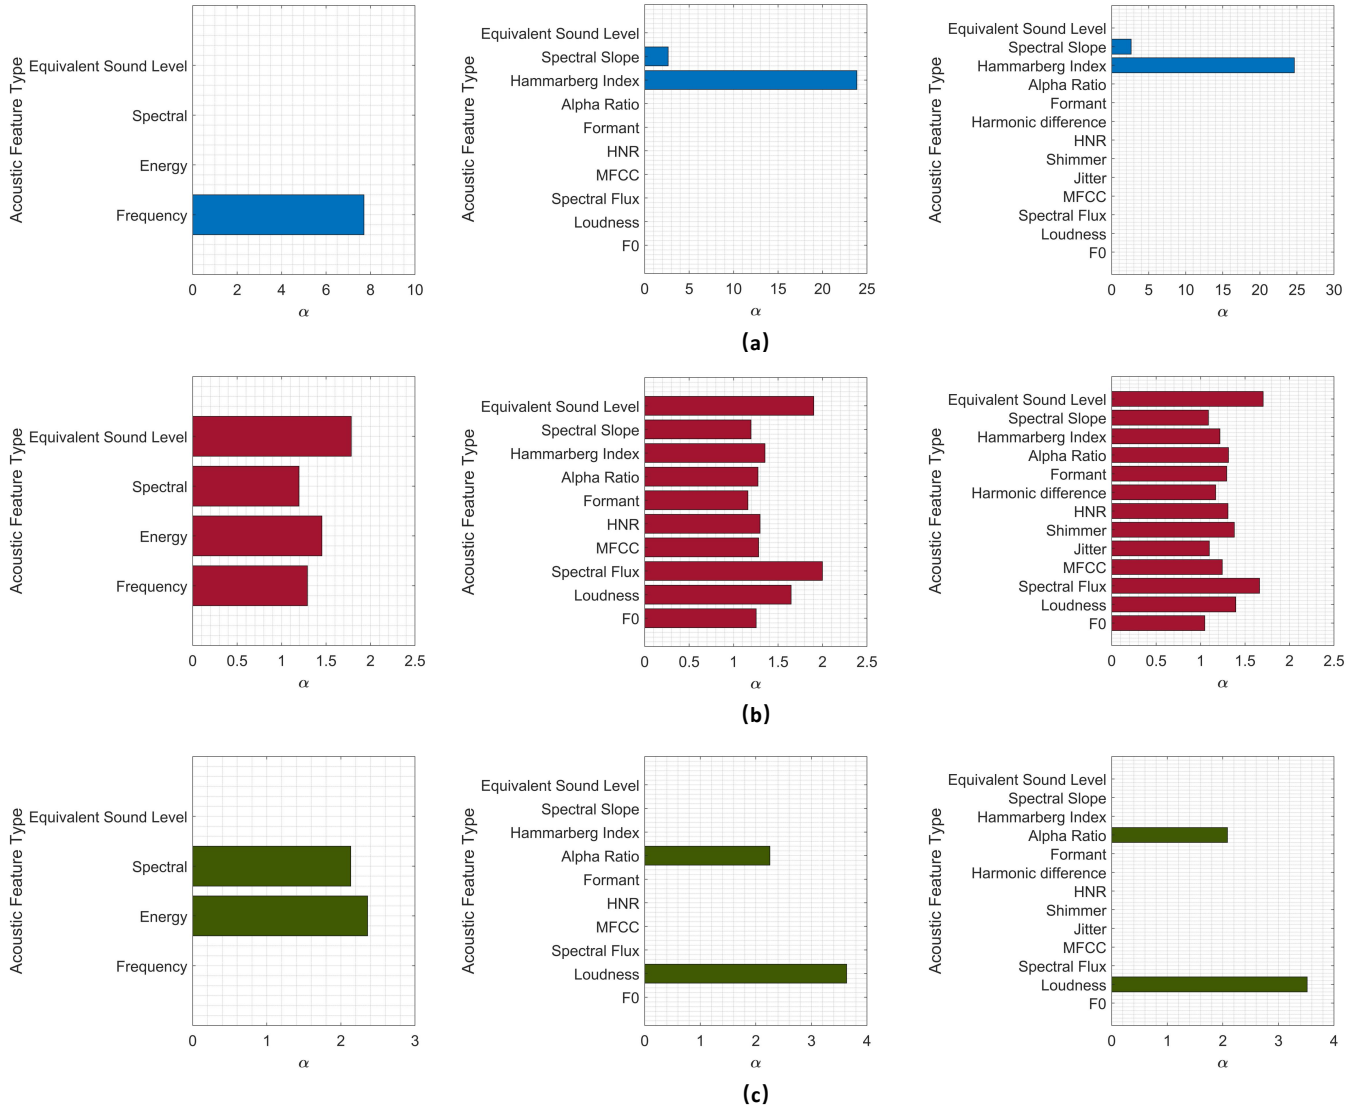 Acoustic Feature Type
Equivalent Sound Level
Spectral
Energy
Frequency
0 2 4 6 8 10
α
Acoustic Feature Type
Equivalent Sound Level
Spectral Slope
Hammarberg Index
Alpha Ratio
Formant
HNR
MFCC
Spectral Flux
Loudness
F0
0 5 10 15 20 25
α
Acoustic Feature Type
Equivalent Sound Level
Spectral Slope
Hammarberg Index
Alpha Ratio
Formant
Harmonic difference
HNR
Shimmer
Jitter
MFCC
Spectral Flux
Loudness
F0
0 5 10 15 20 25 30
α
(a)
Acoustic Feature Type
Equivalent Sound Level
Spectral
Energy
Frequency
0 0.5 1 1.5 2 2.5
α
Acoustic Feature Type
Equivalent Sound Level
Spectral Slope
Hammarberg Index
Alpha Ratio
Formant
HNR
MFCC
Spectral Flux
Loudness
F0
0 0.5 1 1.5 2 2.5
α
Acoustic Feature Type
Equivalent Sound Level
Spectral Slope
Hammarberg Index
Alpha Ratio
Formant
Harmonic difference
HNR
Shimmer
Jitter
MFCC
Spectral Flux
Loudness
F0
0 0.5 1 1.5 2 2.5
α
(b)
Acoustic Feature Type
Equivalent Sound Level
Spectral
Energy
Frequency
0 1 2 3
α
Acoustic Feature Type
Equivalent Sound Level
Spectral Slope
Hammarberg Index
Alpha Ratio
Formant
HNR
MFCC
Spectral Flux
Loudness
F0
0 1 2 3 4
α
Acoustic Feature Type
Equivalent Sound Level
Spectral Slope
Hammarberg Index
Alpha Ratio
Formant
Harmonic difference
HNR
Shimmer
Jitter
MFCC
Spectral Flux
Loudness
F0
0 1 2 3 4
α
(c)